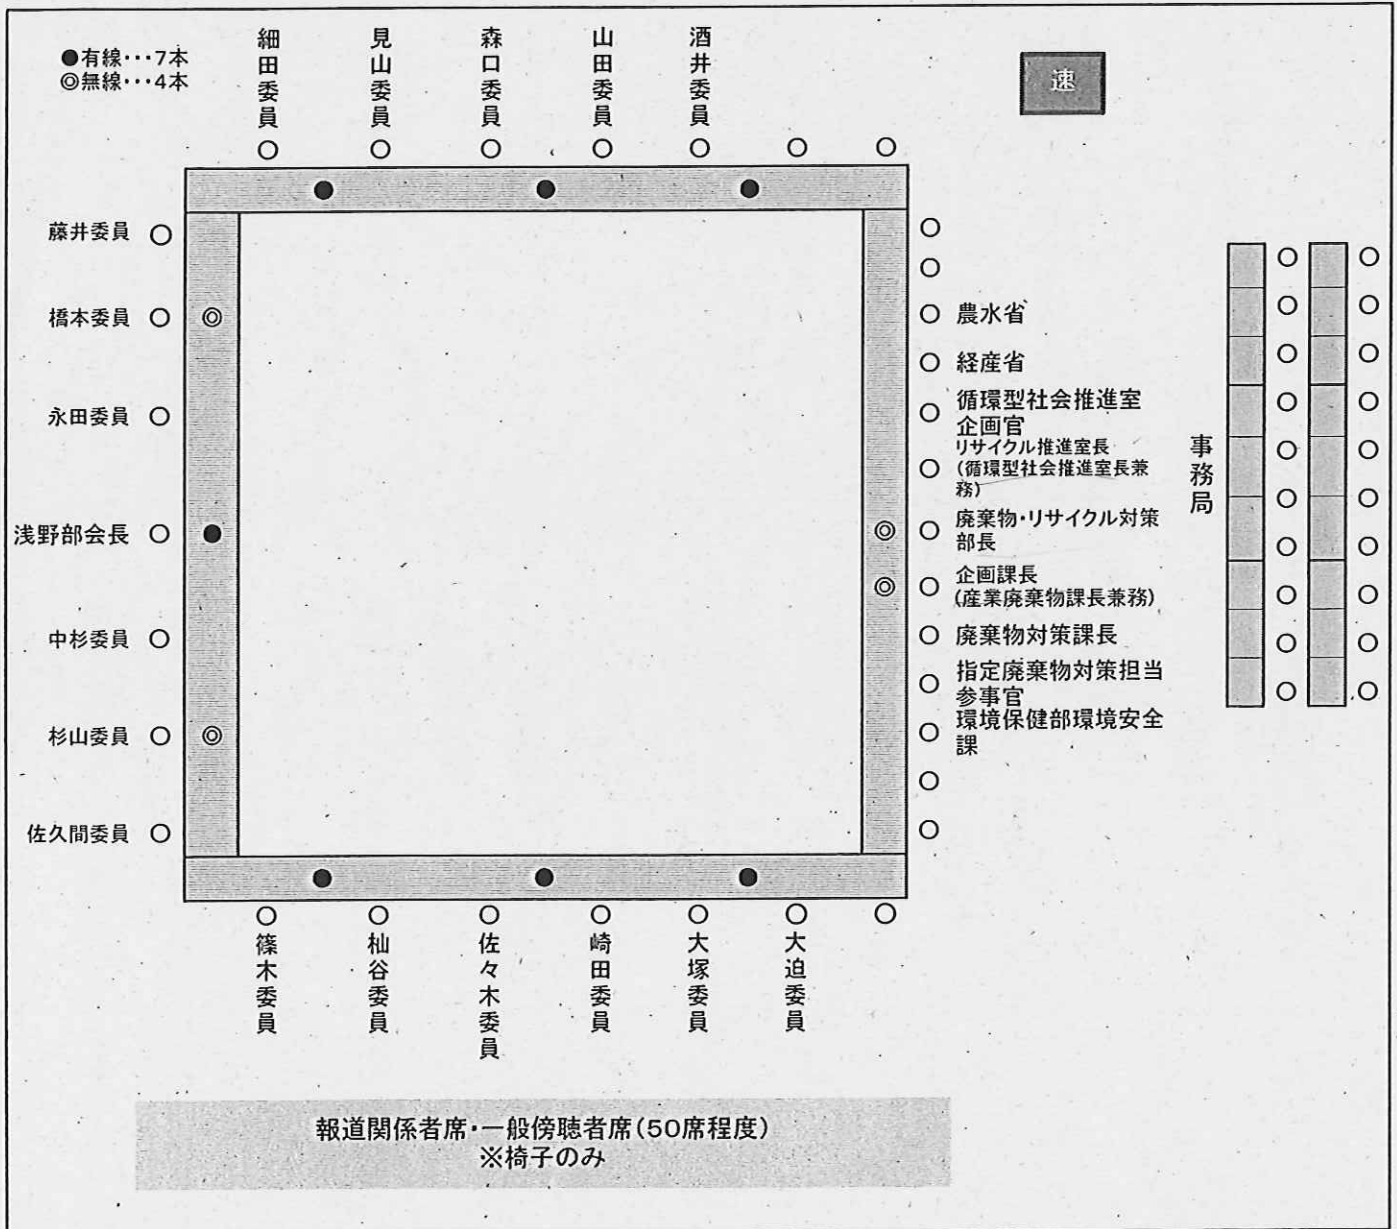 ●有線・・・7本
◎無線・・・4本
細田委員
見山委員
森口委員
山田委員
酒井委員
速
藤井委員
橋本委員
永田委員
浅野部会長
中杉委員
杉山委員
佐久間委員
農水省
経産省
循環型社会推進室
企画官
リサイクル推進室長
(循環型社会推進室長兼
務)
廃棄物・リサイクル対策
部長
企画課長
(産業廃棄物課長兼務)
廃棄物対策課長
指定廃棄物対策担当
参事官
環境保健部環境安全
課
事務局
篠木委員
杣谷委員
佐々木委員
崎田委員
大塚委員
大迫委員
報道関係者席・一般傍聴者席(50席程度)
※椅子のみ